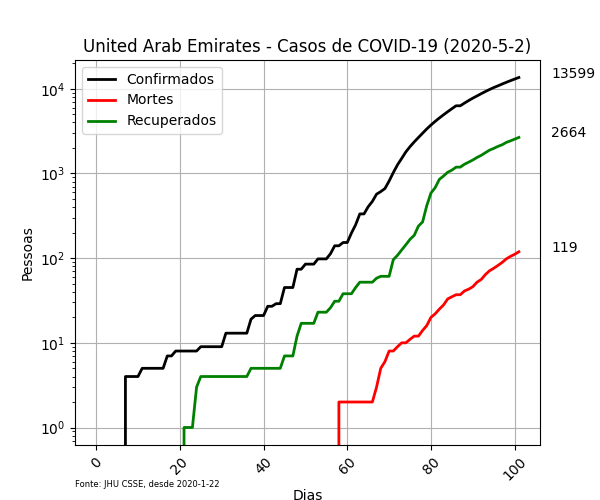 United Arab Emirates - Casos de COVID-19 (2020-5-2)
Confirmados
Mortes
Recuperados
13599
2664
119
10⁴
10³
10²
10¹
10⁰
Pessoas
0 20 40 60 80 100
Fonte: JHU CSSE, desde 2020-1-22
Dias